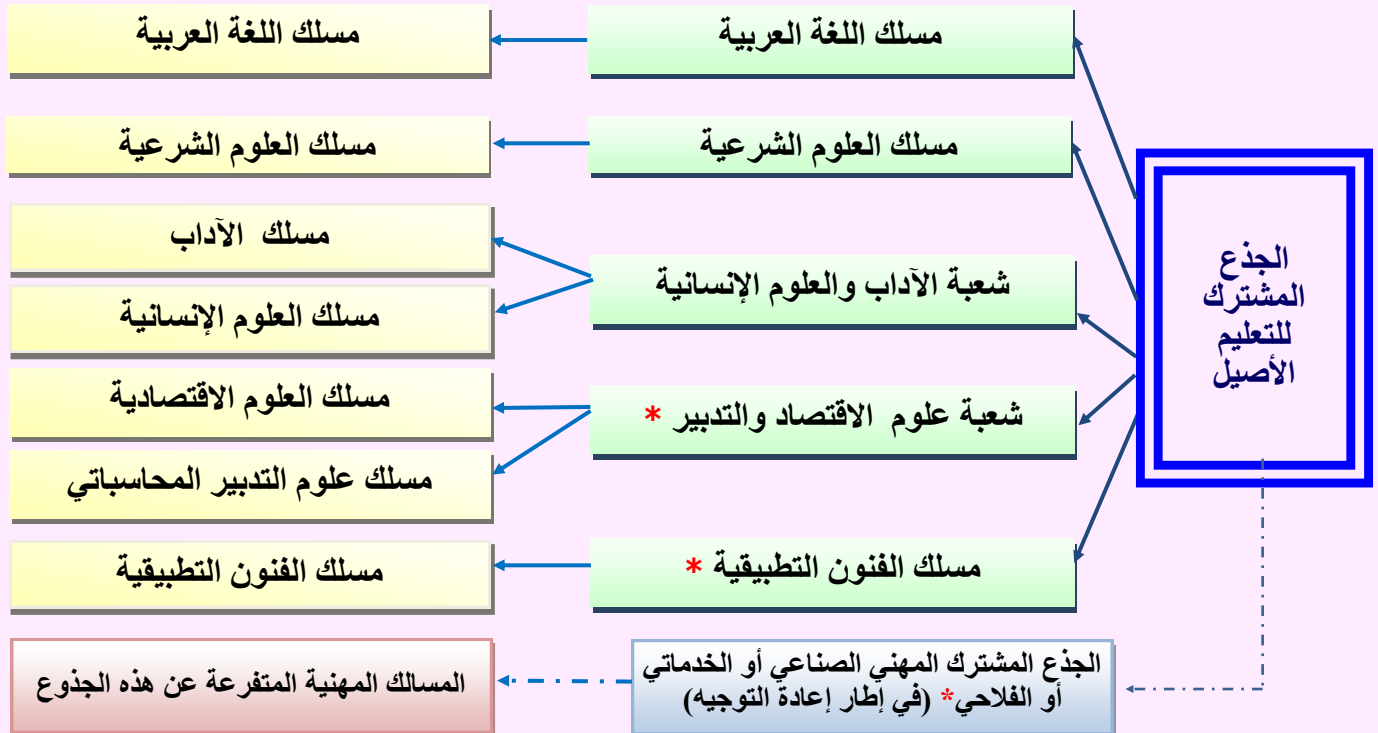 الجذع
المشترك
للتعليم
الأصيل
مسلك اللغة العربية
مسلك اللغة العربية
مسلك العلوم الشرعية
مسلك العلوم الشرعية
شعبة الآداب والعلوم الإنسانية
مسلك الآداب
مسلك العلوم الإنسانية
شعبة علوم الاقتصاد والتدبير *
مسلك العلوم الاقتصادية
مسلك علوم التدبير المحاسباتي
مسلك الفنون التطبيقية *
مسلك الفنون التطبيقية
الجذع المشترك المهني الصناعي أو الخدماتي
أو الفلاحي* (في إطار إعادة التوجيه)
المسالك المهنية المتفرعة عن هذه الجذوع